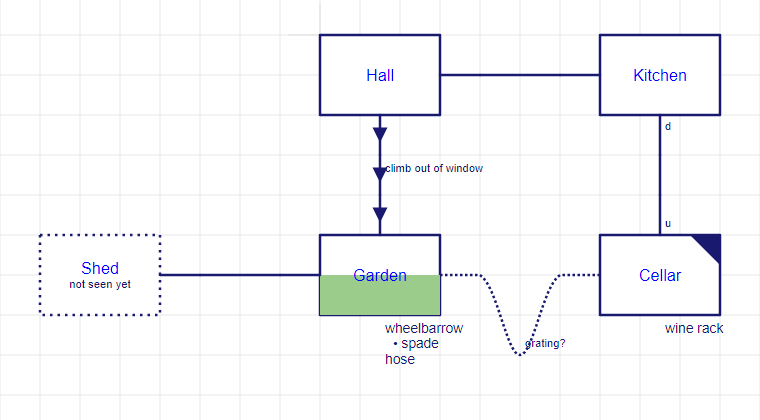 Hall
Kitchen
d
climb out of window
u
Shed
not seen yet
Garden
Cellar
wheelbarrow
• spade
hose
grating?
wine rack